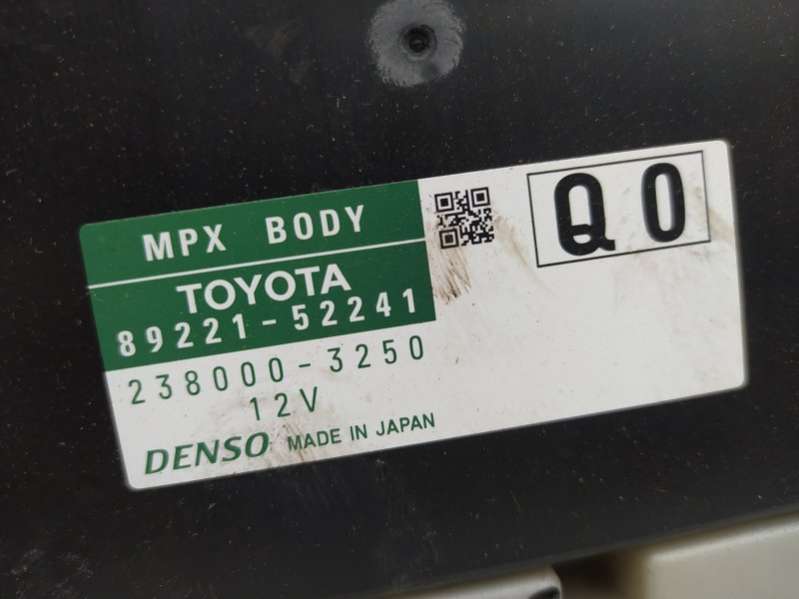 MPX BODY
Q0
TOYOTA
89221-52241
238000-3250
12V
DENSO MADE IN JAPAN